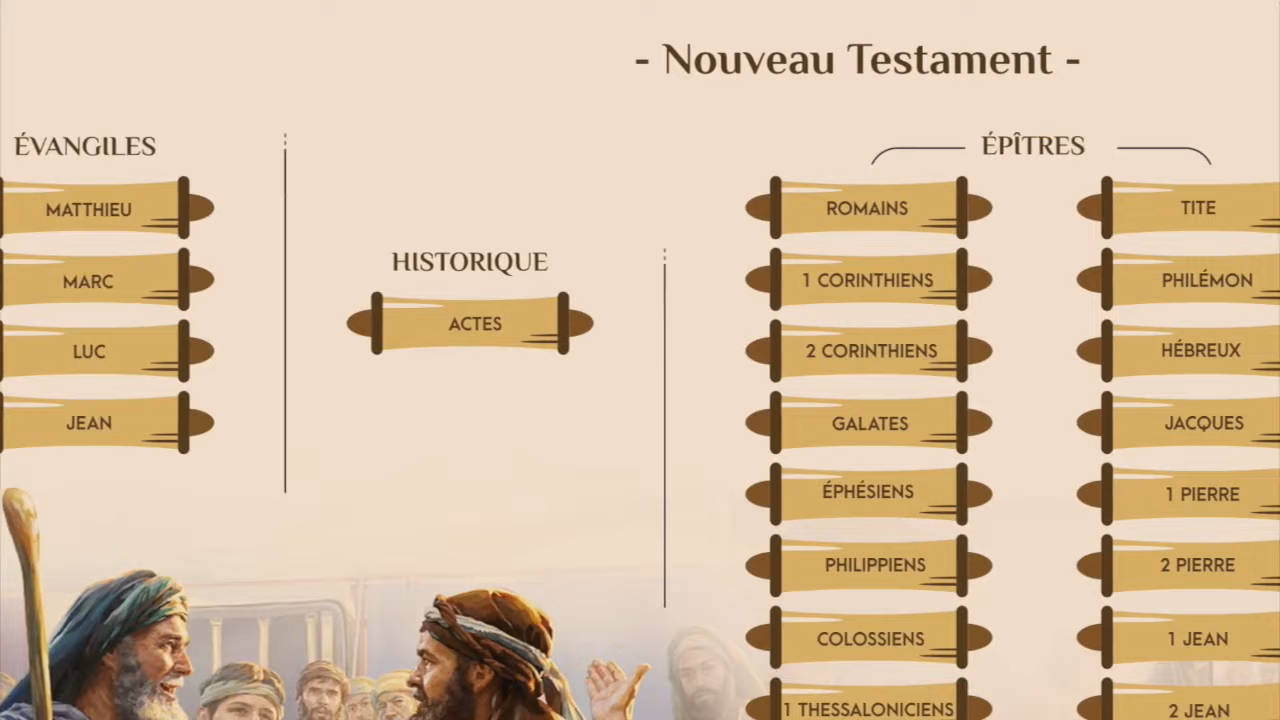 - Nouveau Testament -
ÉVANGILES
MATTHIEU
MARC
LUC
JEAN
HISTORIQUE
ACTES
ÉPÎTRES
ROMAINS
1 CORINTHIENS
2 CORINTHIENS
GALATES
ÉPHÉSIENS
PHILIPPIENS
COLOSSIENS
1 THESSALONICIENS
TITE
PHILÉMON
HÉBREUX
JACQUES
1 PIERRE
2 PIERRE
1 JEAN
2 JEAN